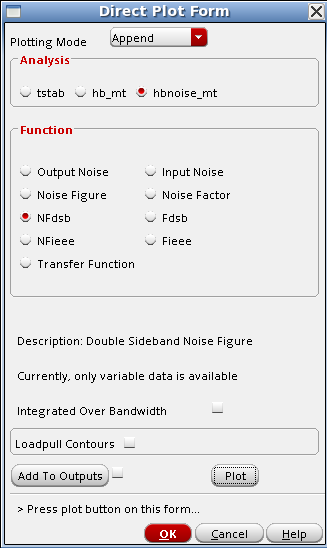 Direct Plot Form
Plotting Mode Append
Analysis
tstab hb_mt hbnoise_mt
Function
Output Noise Input Noise
Noise Figure Noise Factor
NFdsb Fdsb
NFieee Fieee
Transfer Function
Description: Double Sideband Noise Figure
Currently, only variable data is available
Integrated Over Bandwidth
Loadpull Contours
Add To Outputs Plot
> Press plot button on this form...
OK Cancel Help